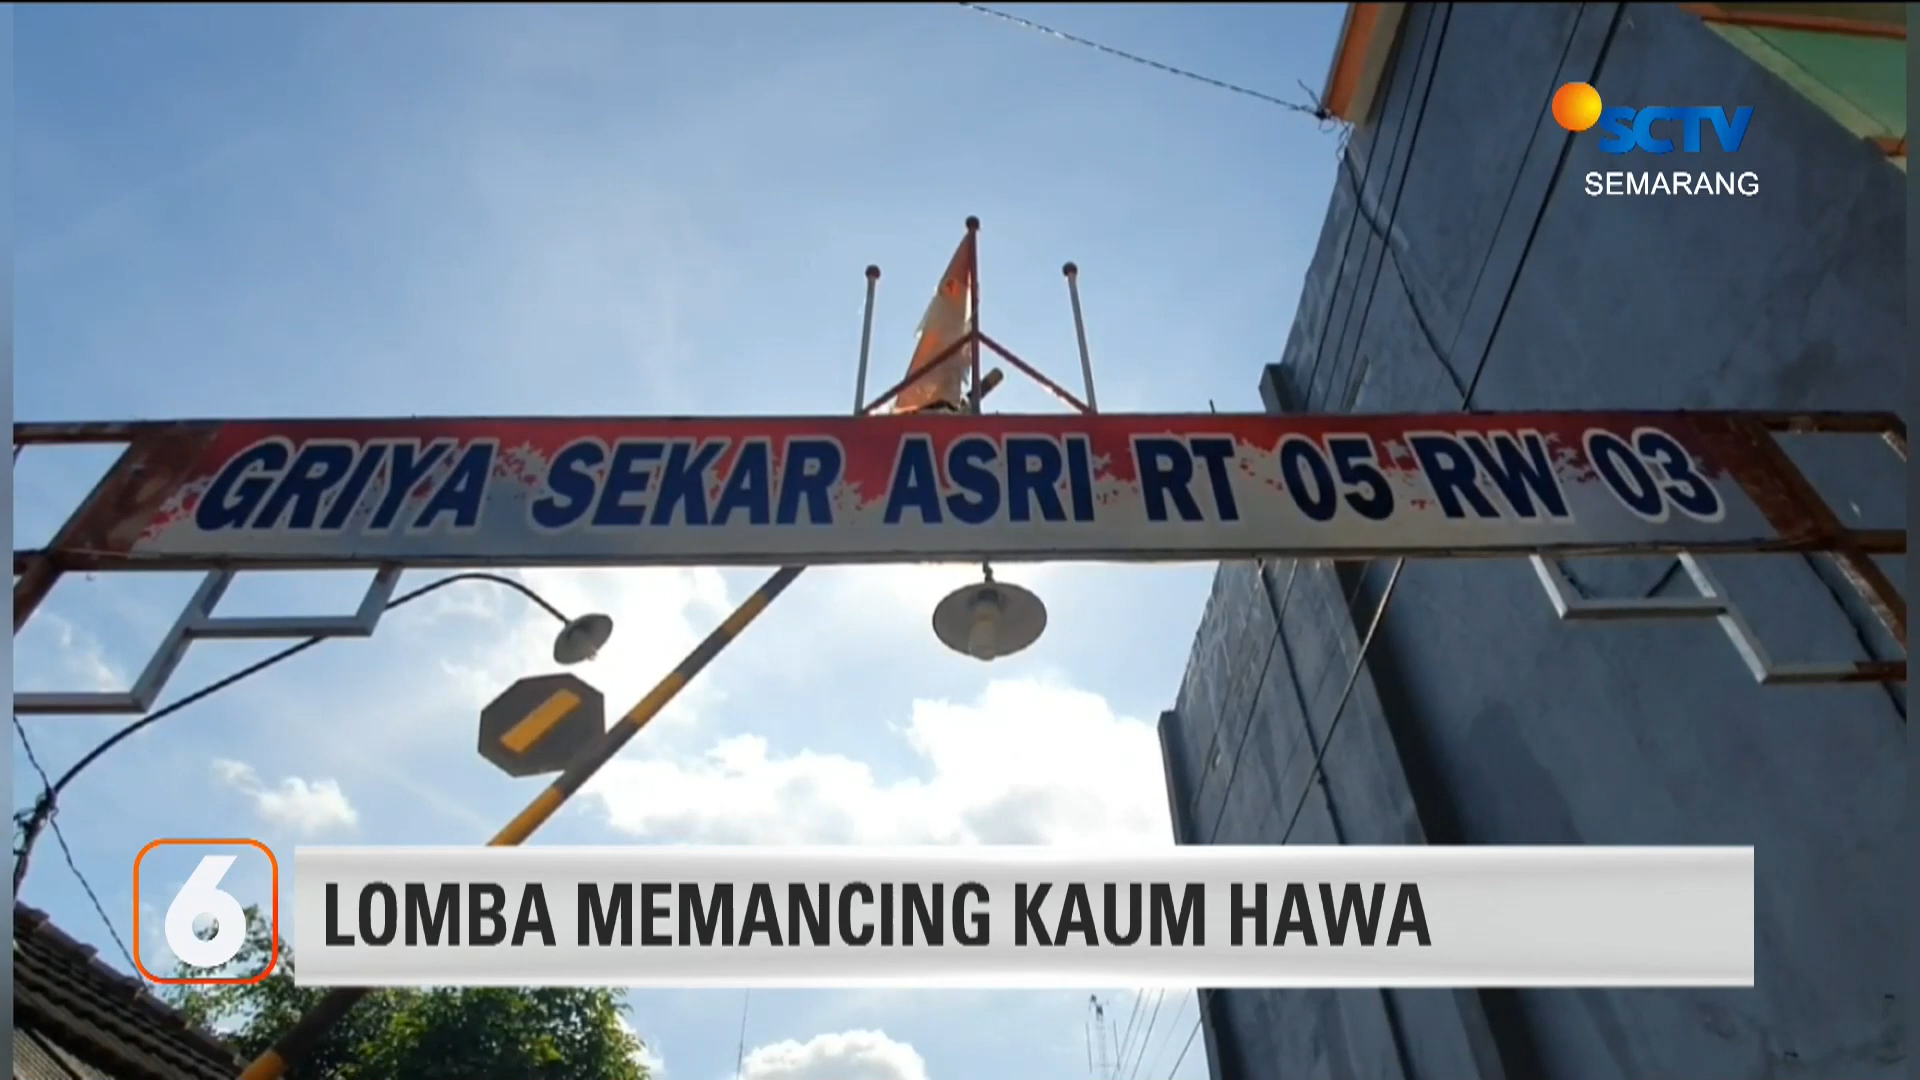 SCTV
SEMARANG
GRIYA SEKAR ASRI RT 05 RW 03
6
LOMBA MEMANCING KAUM HAWA